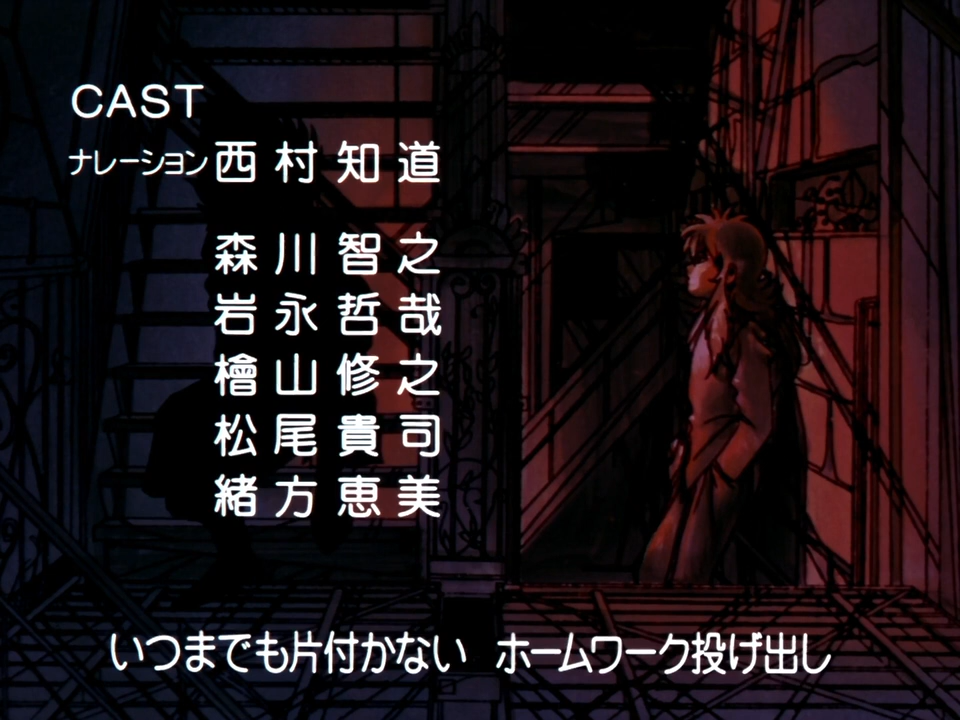 CAST
ナレーション 西村知道
森川智之
岩永哲哉
檜山修之
松尾貴司
緒方恵美
いつまでも片付かない ホームワーク投げ出し